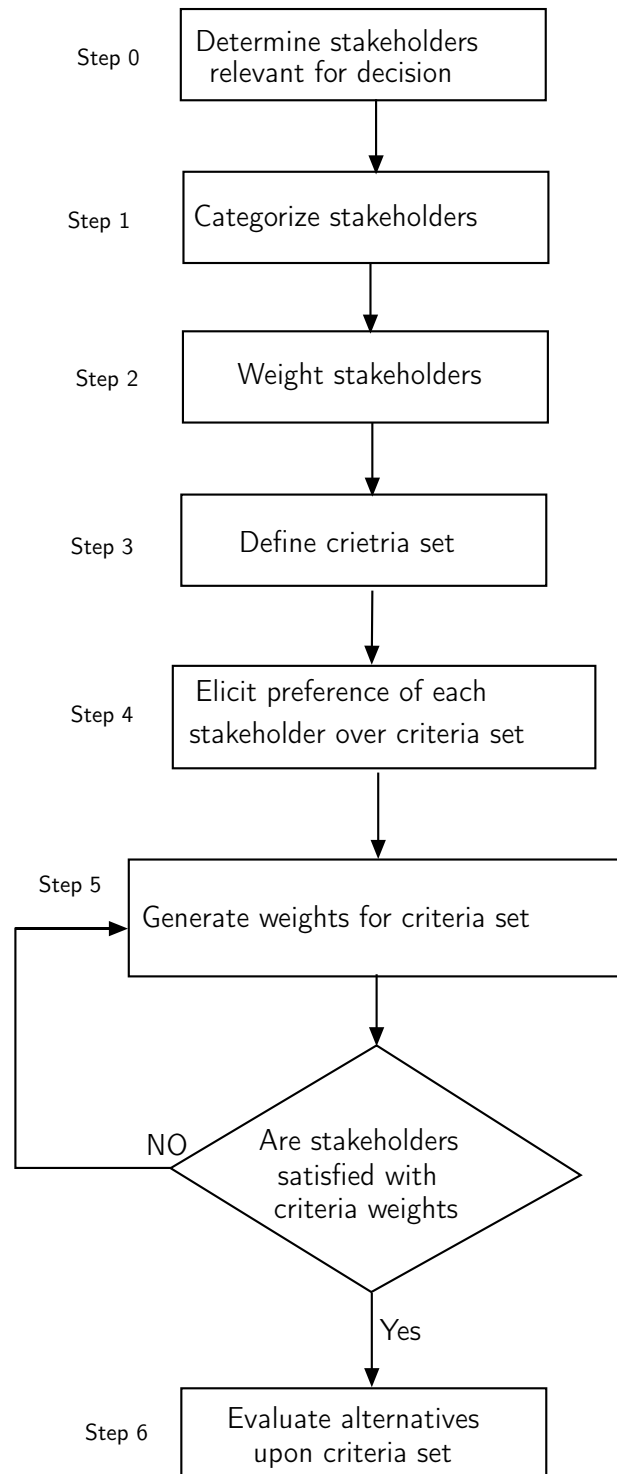 Step 0
Determine stakeholders
relevant for decision
Step 1
Categorize stakeholders
Step 2
Weight stakeholders
Step 3
Define crietria set
Step 4
Elicit preference of each
stakeholder over criteria set
Step 5
Generate weights for criteria set
NO
Are stakeholders
satisfied with
criteria weights
Yes
Step 6
Evaluate alternatives
upon criteria set